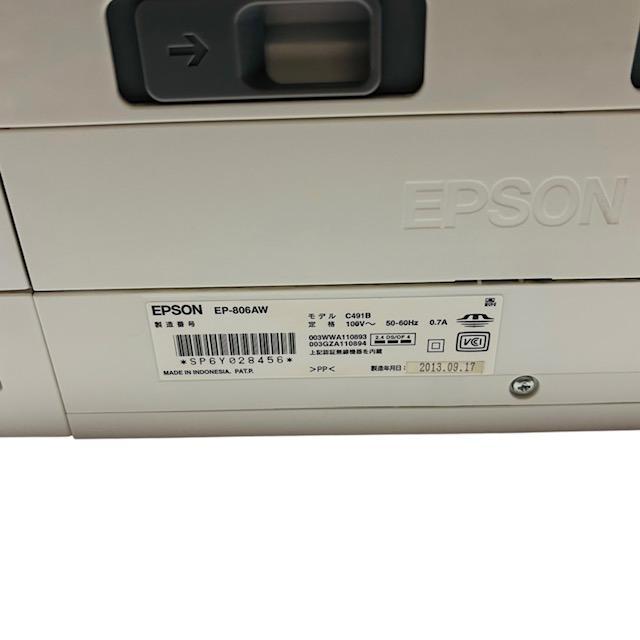 EPSON
EPSON EP-806AW
製造番号
*SP6Y028456*
MADE IN INDONESIA. PAT.P.
モデル C491B
定格 100V～ 50-60Hz 0.7A
003WWA110893
003GZA110894
2.4 DS/OF 4
上記認証無線機器を内蔵
>PP<
製造年月日: 2013.09.17
VCCI